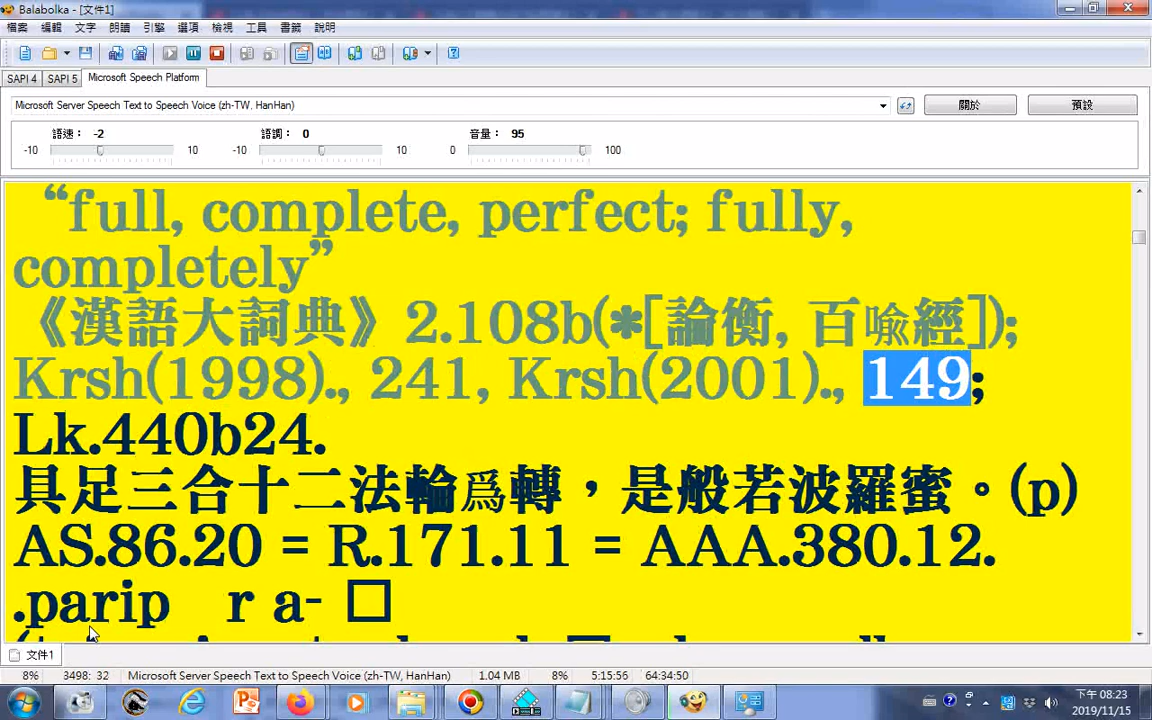 Balabolka - [文件1]
檔案 編輯 文字 朗讀 引擎 選項 檢視 工具 書籤 說明
SAPI 4 SAPI 5 Microsoft Speech Platform
Microsoft Server Speech Text to Speech Voice (zh-TW, HanHan) 關於 預設
語速： -2 語調： 0 音量： 95
-10 10 -10 10 0 100
“full, complete, perfect; fully,
completely”
《漢語大詞典》 2.108b(*[論衡, 百喩經]);
Krsh(1998)., 241, Krsh(2001)., 149;
Lk.440b24.
具足三合十二法輪爲轉，是般若波羅蜜。(p)
AS.86.20 = R.171.11 = AAA.380.12.
.parip r a- □
文件1
8% 3498: 32 Microsoft Server Speech Text to Speech Voice (zh-TW, HanHan) 1.04 MB 8% 5:15:56 64:34:50
下午 08:23
2019/11/15